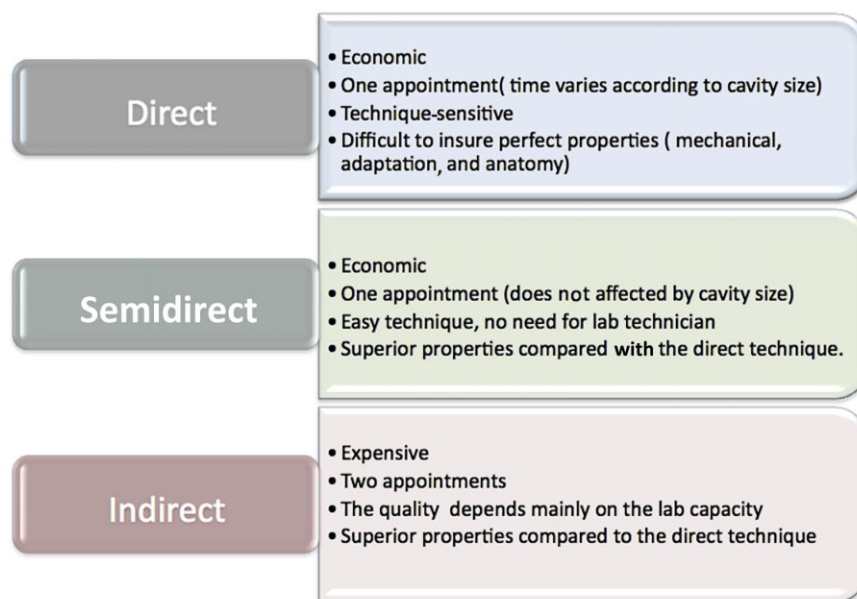 Direct
• Economic
• One appointment( time varies according to cavity size)
• Technique-sensitive
• Difficult to insure perfect properties ( mechanical,
adaptation, and anatomy)
Semidirect
• Economic
• One appointment (does not affected by cavity size)
• Easy technique, no need for lab technician
• Superior properties compared with the direct technique.
Indirect
• Expensive
• Two appointments
• The quality depends mainly on the lab capacity
• Superior properties compared to the direct technique